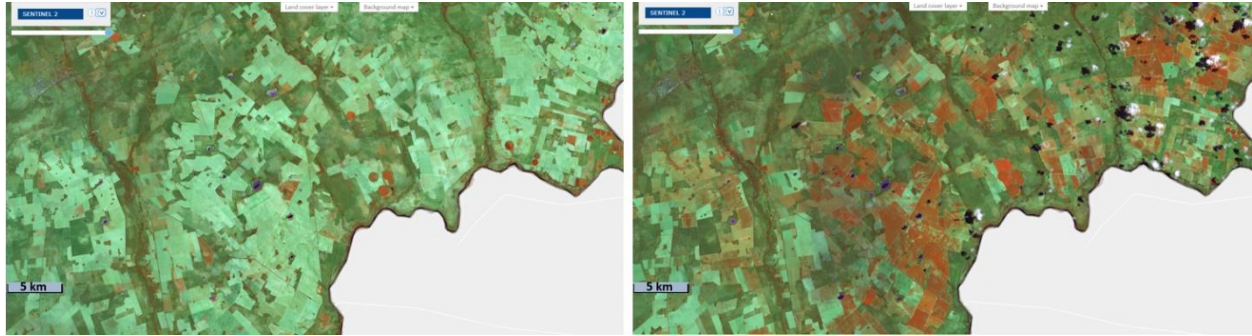 Land cover layer ▾ Background map ▾
SENTINEL 2
5 km
Land cover layer ▾ Background map ▾
SENTINEL 2
5 km